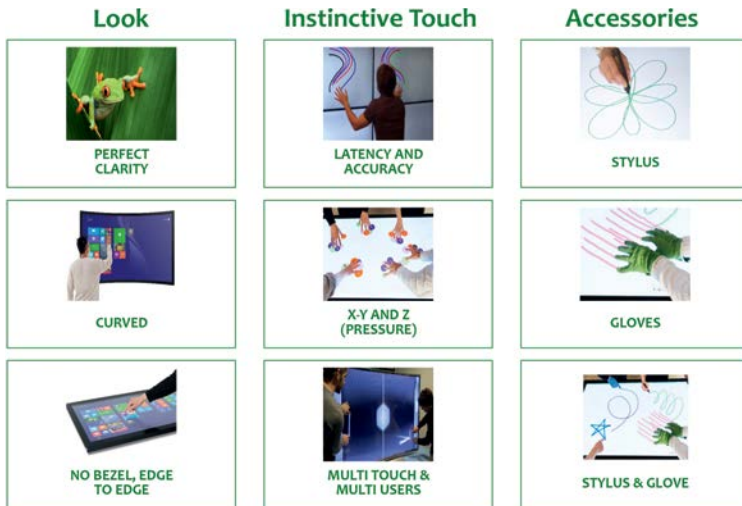 Look
Instinctive Touch
Accessories
PERFECT
CLARITY
LATENCY AND
ACCURACY
STYLUS
CURVED
X-Y AND Z
(PRESSURE)
GLOVES
NO BEZEL, EDGE
TO EDGE
MULTI TOUCH &
MULTI USERS
STYLUS & GLOVE